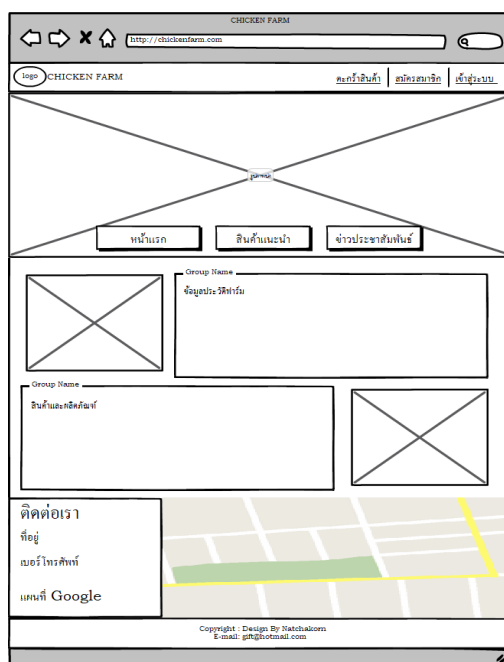 CHICKEN FARM
http://chickenfarm.com
logo CHICKEN FARM
ตะกร้าสินค้า
สมัครสมาชิก
เข้าสู่ระบบ
หน้าแรก
สินค้าแนะนำ
ข่าวประชาสัมพันธ์
Group Name
ข้อมูลประวัติฟาร์ม
Group Name
สินค้าและผลิตภัณฑ์
ติดต่อเรา
ที่อยู่
เบอร์โทรศัพท์
แผนที่ Google
Copyright : Design By Natchakorn
E-mail: gift@hotmail.com